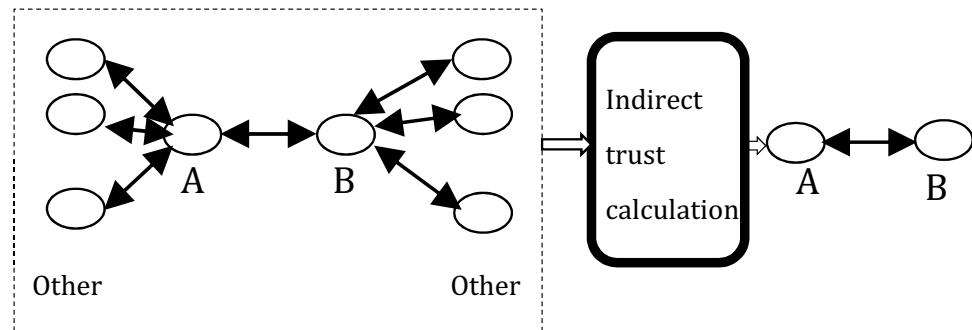 A
B
Other
Other
Indirect
trust
calculation
A
B